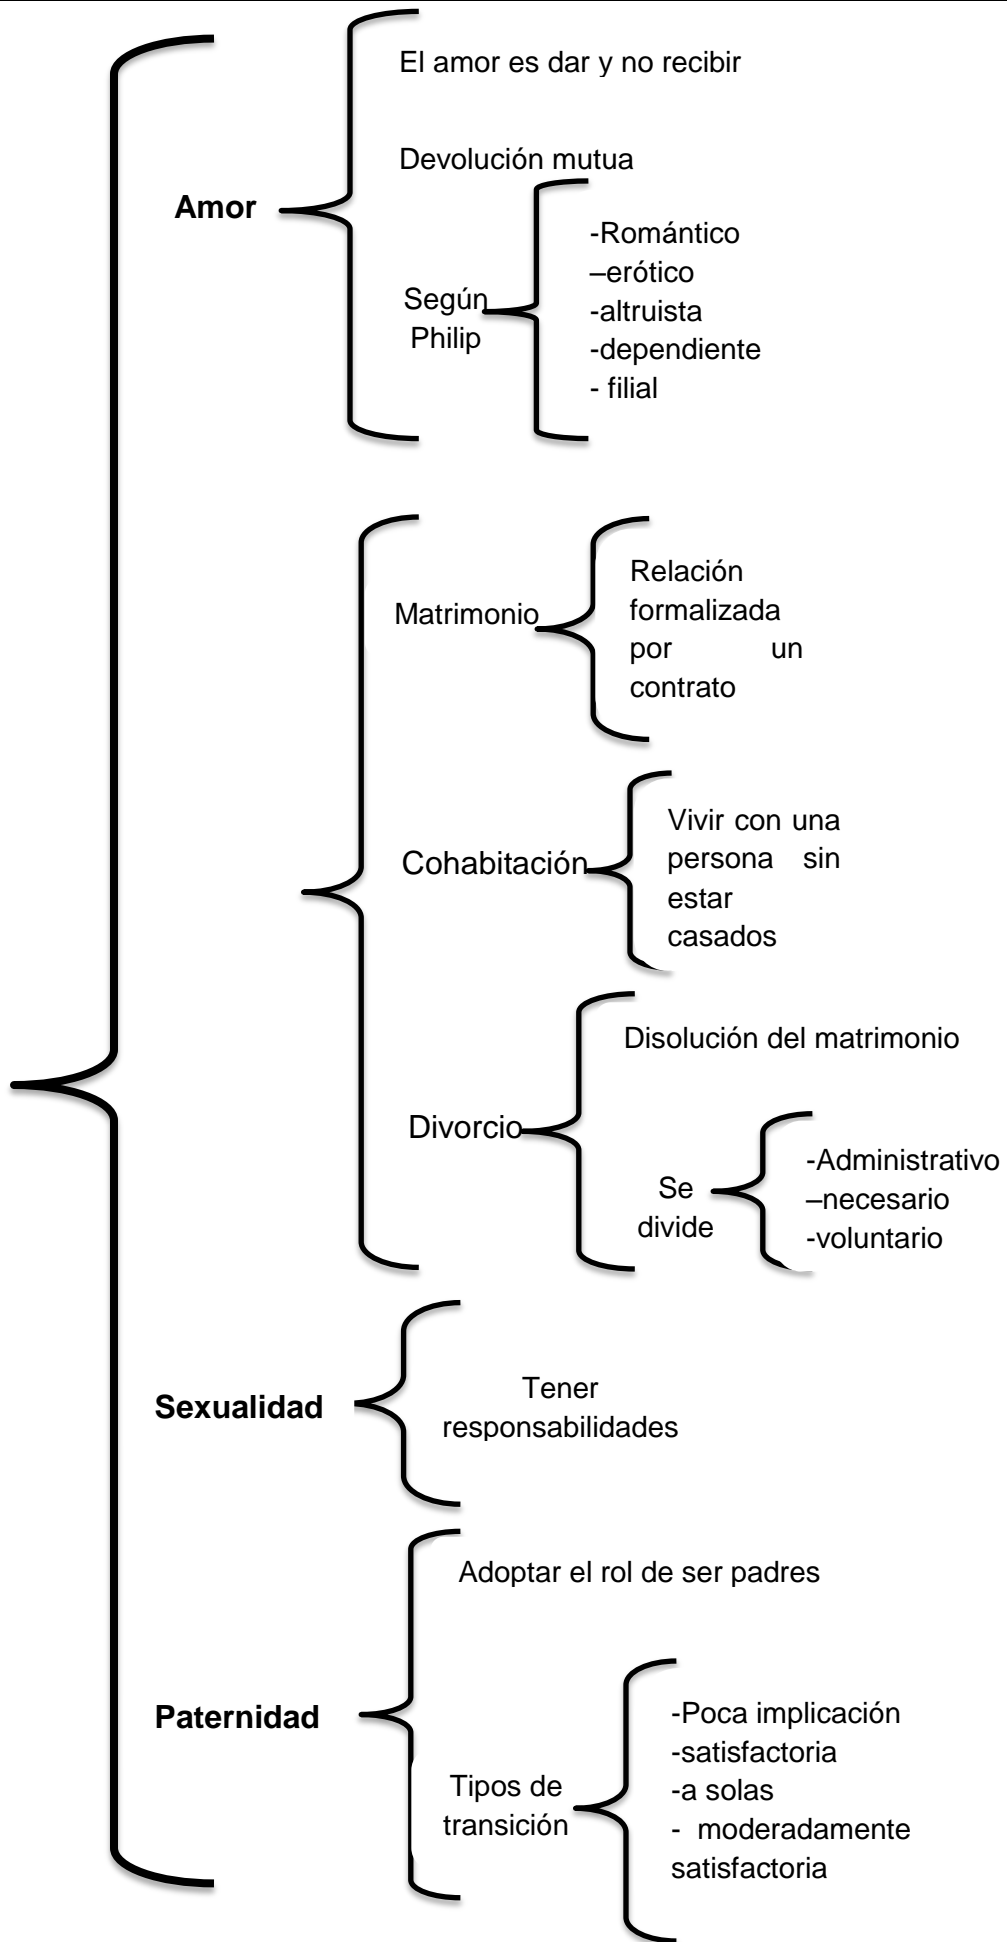 El amor es dar y no recibir
Devolución mutua
Amor
Según
Philip
-Romántico
–erótico
-altruista
-dependiente
- filial
Matrimonio
Relación
formalizada
por un
contrato
Cohabitación
Vivir con una
persona sin
estar
casados
Divorcio
Disolución del matrimonio
Se
divide
-Administrativo
–necesario
-voluntario
Sexualidad
Tener
responsabilidades
Paternidad
Adoptar el rol de ser padres
Tipos de
transición
-Poca implicación
-satisfactoria
-a solas
- moderadamente
satisfactoria